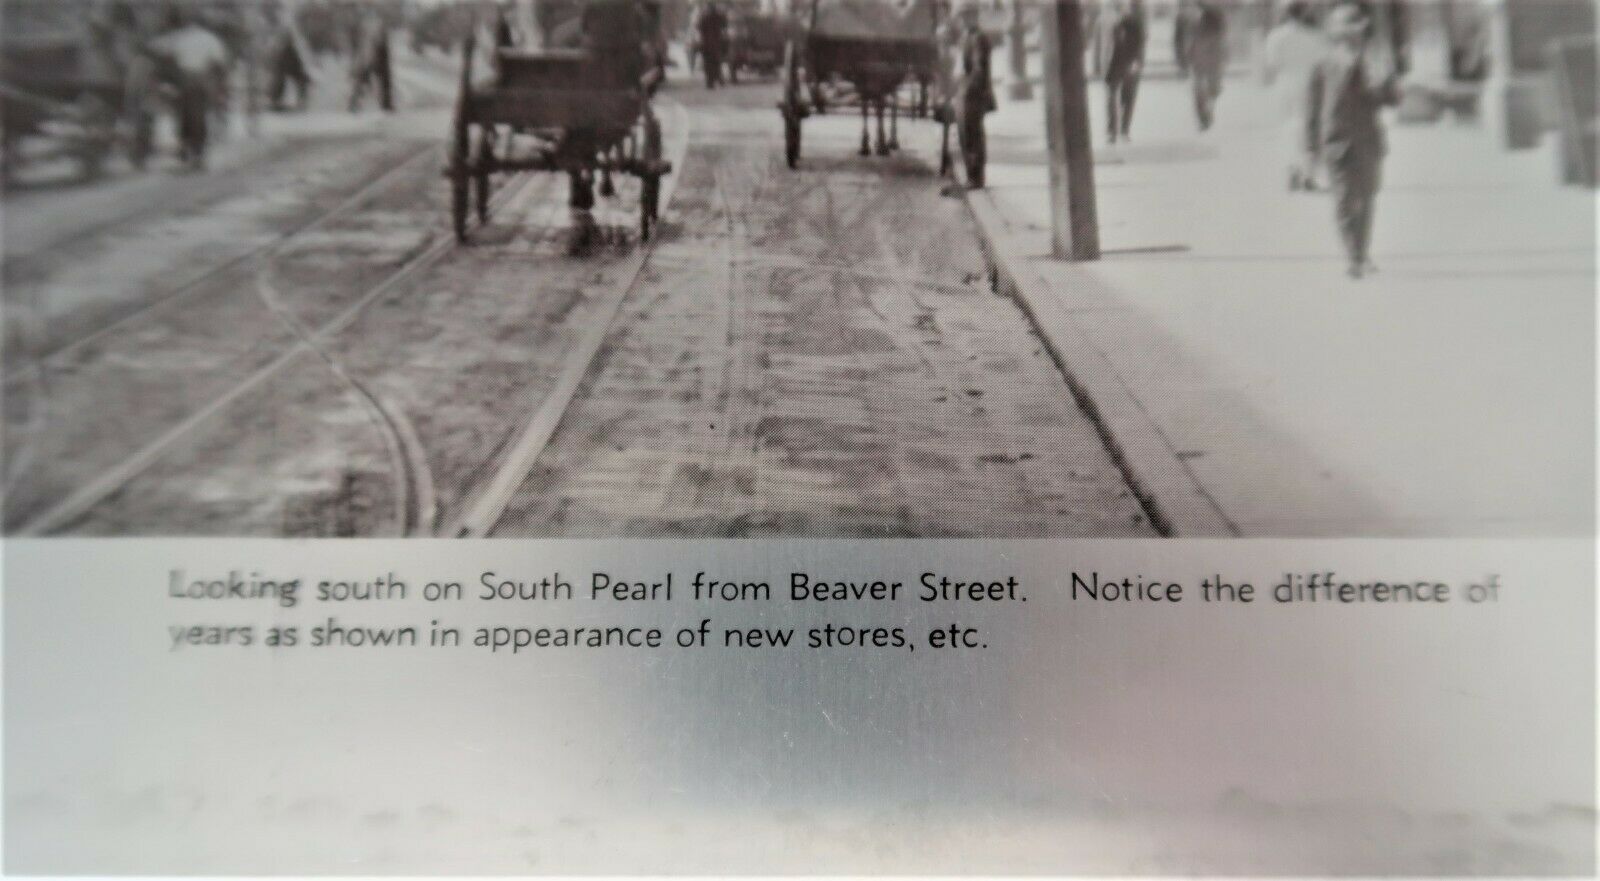 Looking south on South Pearl from Beaver Street. Notice the difference of
years as shown in appearance of new stores, etc.